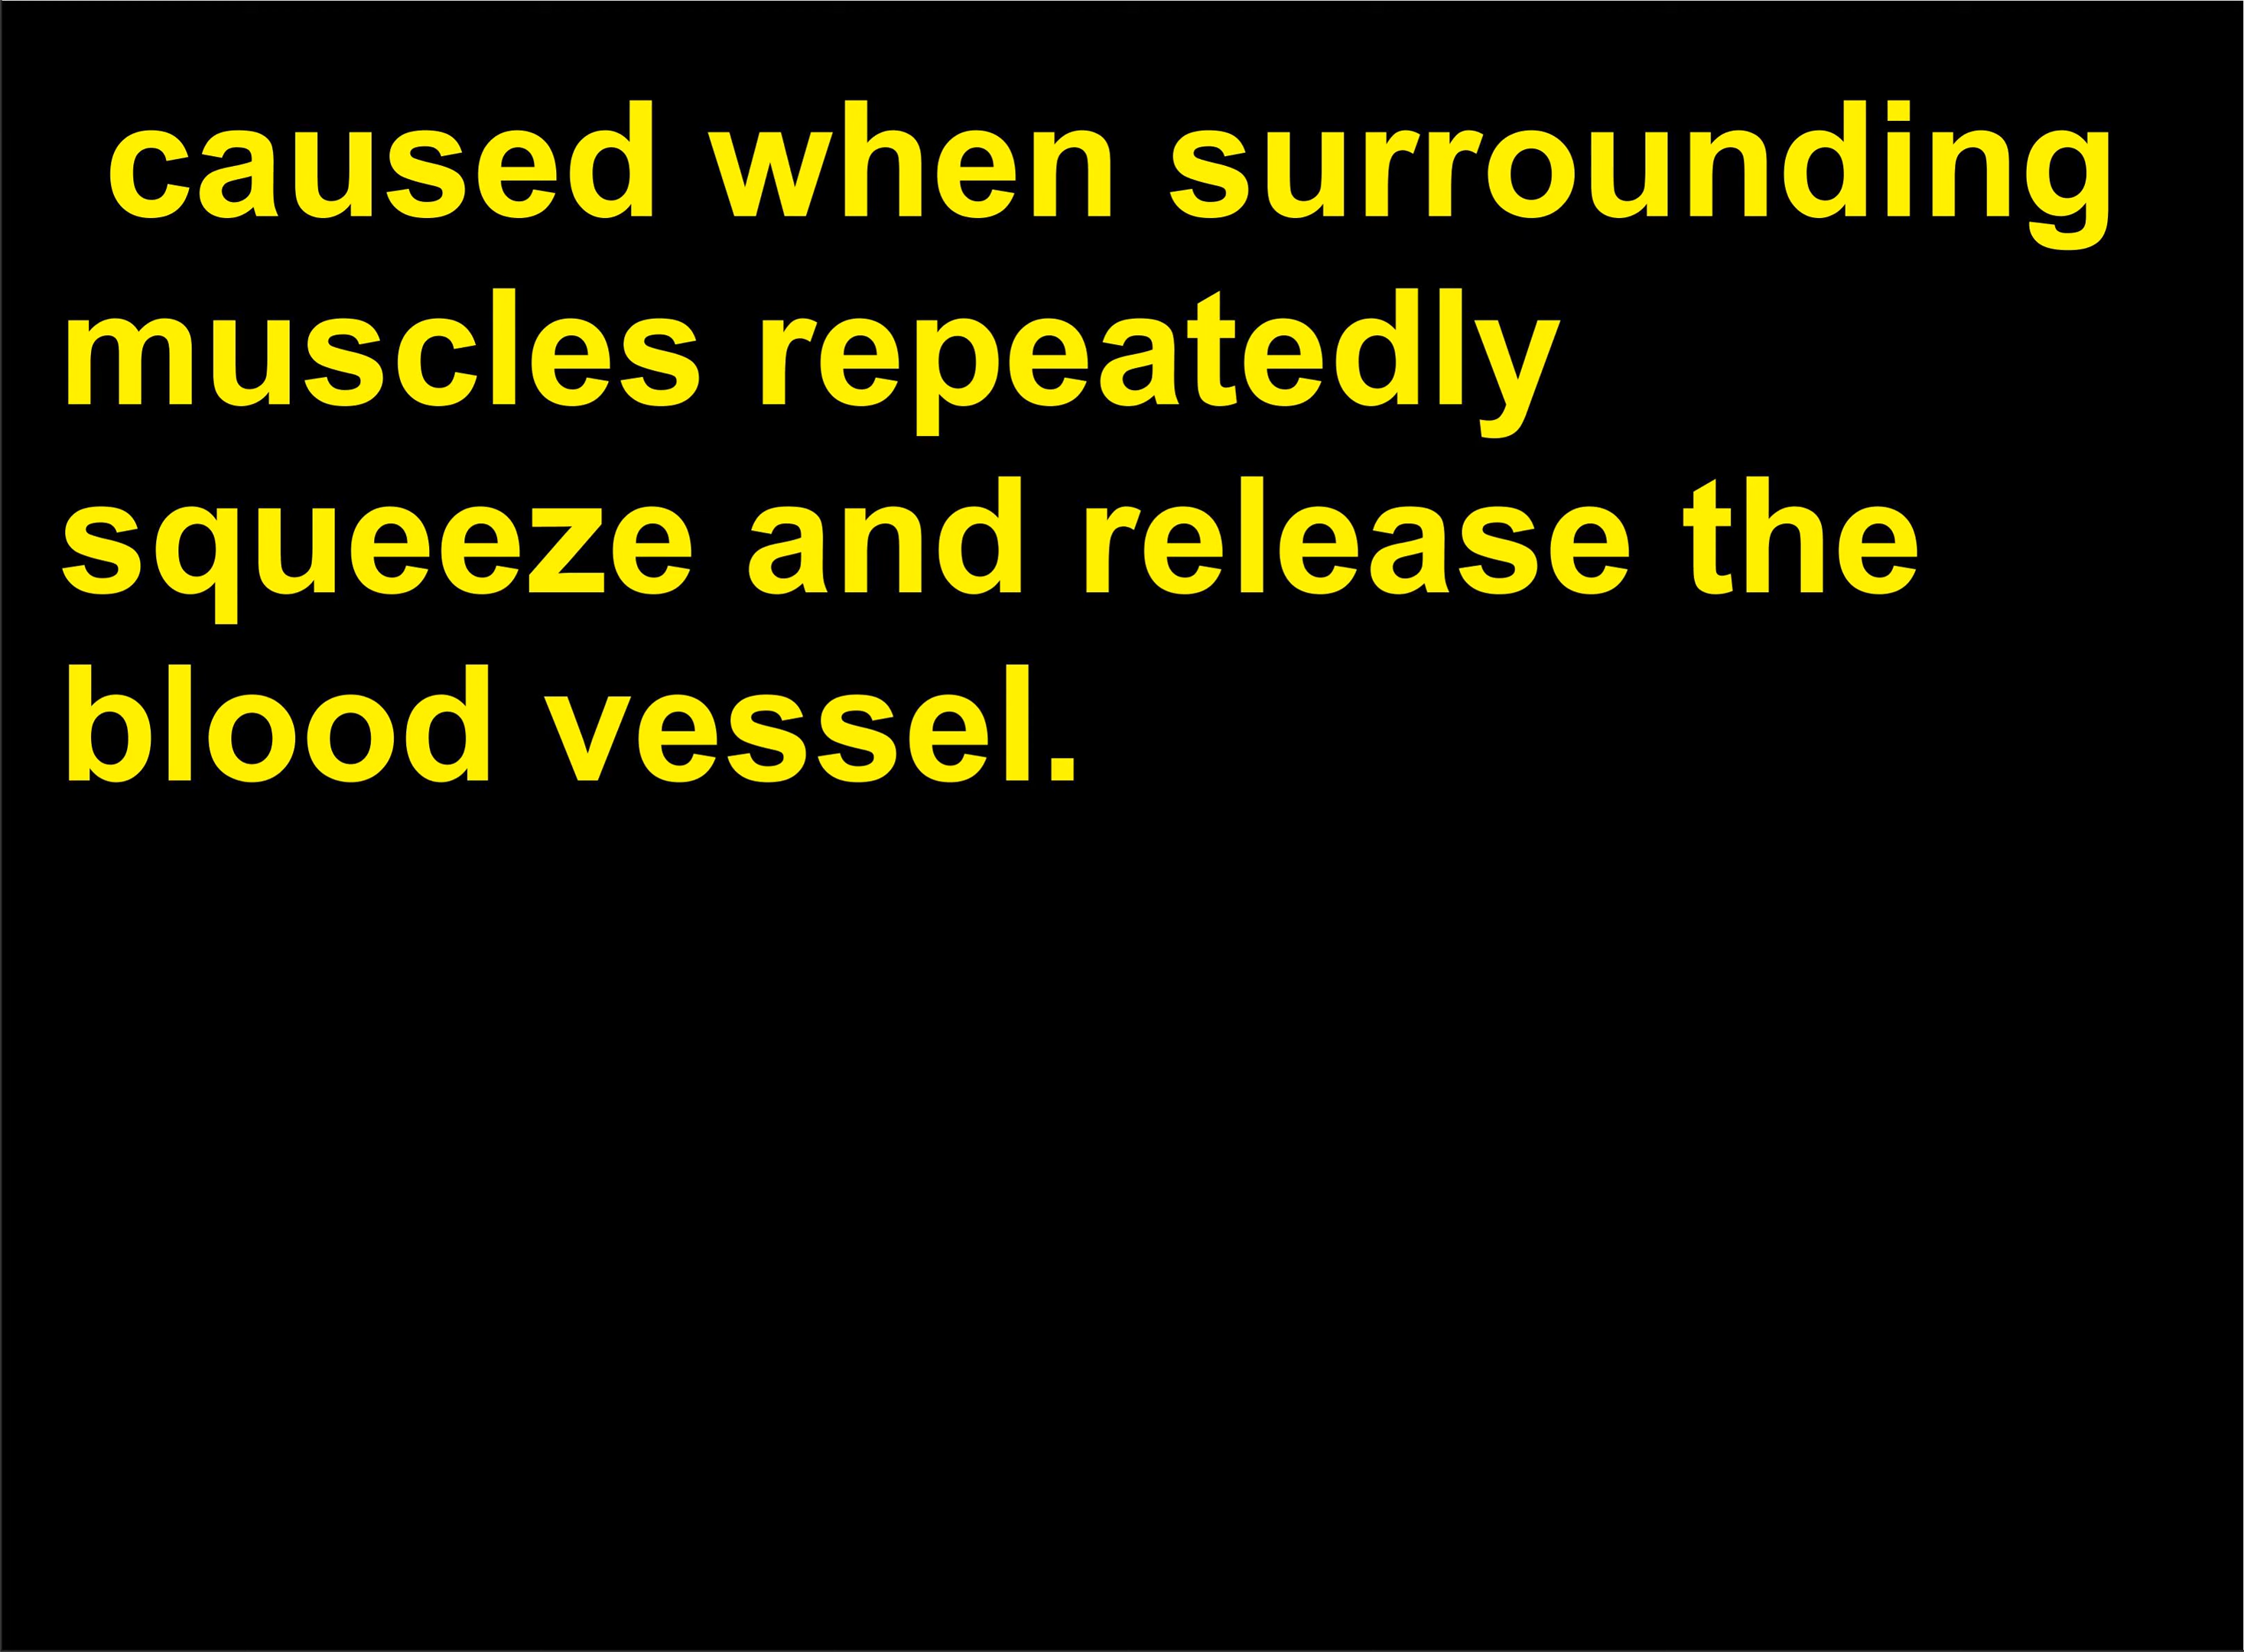 caused when surrounding
muscles repeatedly
squeeze and release the
blood vessel.